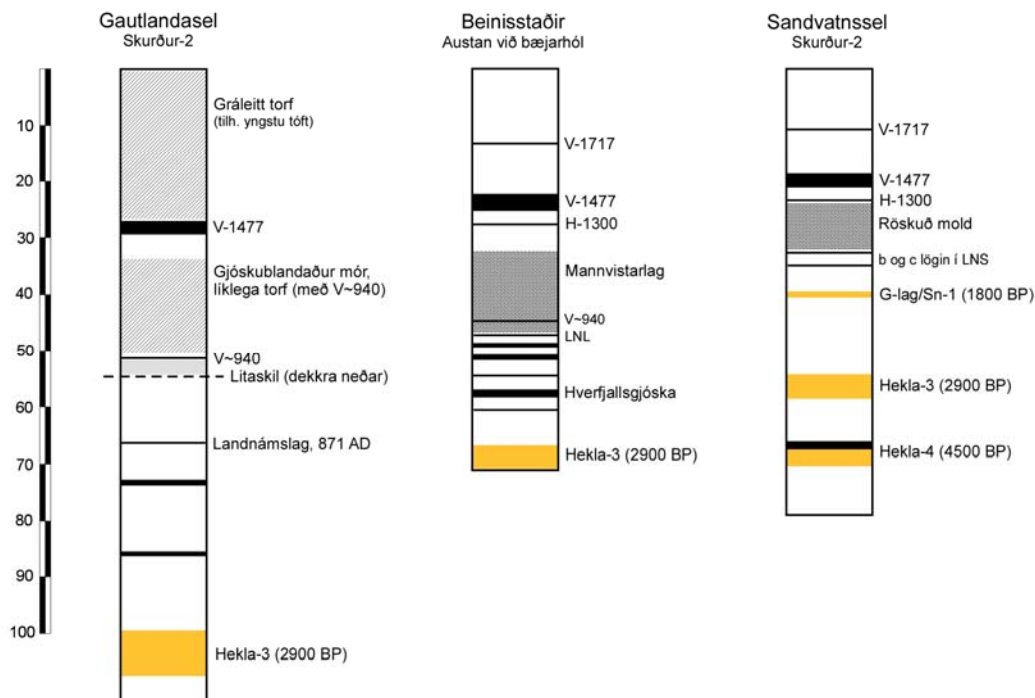 Gautlandasel
Skurður-2
10
20
30
40
50
60
70
80
90
100
Gráleitt torf
(tilh. yngstu tóft)
V-1477
Gjóskublandaður mór,
líklega torf (með V~940)
V~940
Litaskil (dekkra neðar)
Landnámslag, 871 AD
Hekla-3 (2900 BP)
Beinisstaðir
Austan við bæjarhól
V-1717
V-1477
H-1300
Mannvistarlag
V~940
LNL
Hverfjallsgjóska
Hekla-3 (2900 BP)
Sandvatnssel
Skurður-2
V-1717
V-1477
H-1300
Röskuð mold
b og c lögin í LNS
G-lag/Sn-1 (1800 BP)
Hekla-3 (2900 BP)
Hekla-4 (4500 BP)